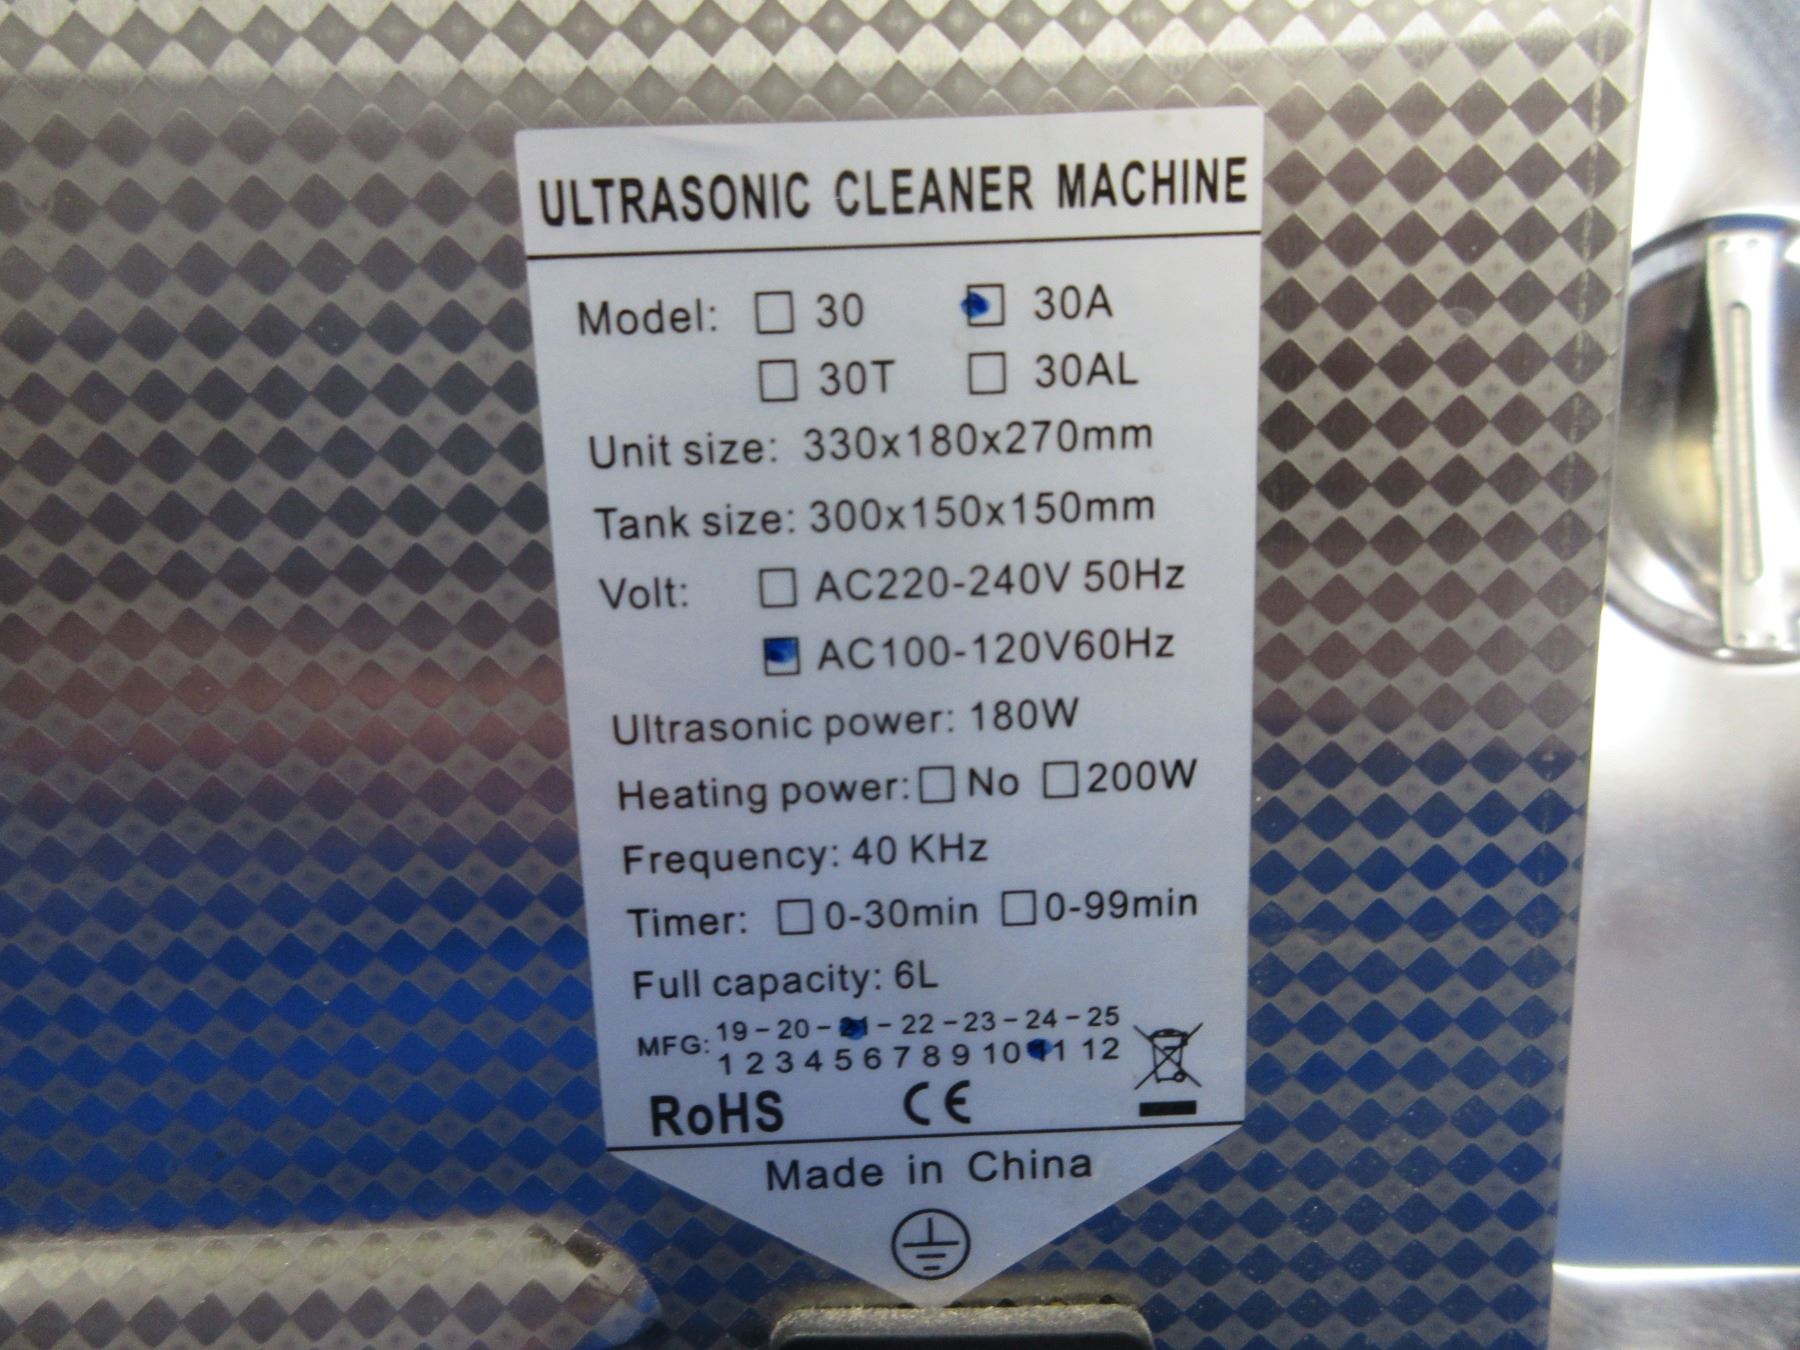 ULTRASONIC CLEANER MACHINE
Model: ☐ 30 ☑ 30A
☐ 30T ☐ 30AL
Unit size: 330x180x270mm
Tank size: 300x150x150mm
Volt: ☐ AC220-240V 50Hz
☑ AC100-120V60Hz
Ultrasonic power: 180W
Heating power: ☐ No ☐ 200W
Frequency: 40 KHz
Timer: ☐ 0-30min ☐ 0-99min
Full capacity: 6L
MFG: 19-20-21-22-23-24-25
1 2 3 4 5 6 7 8 9 10 11 12
RoHS CE
Made in China